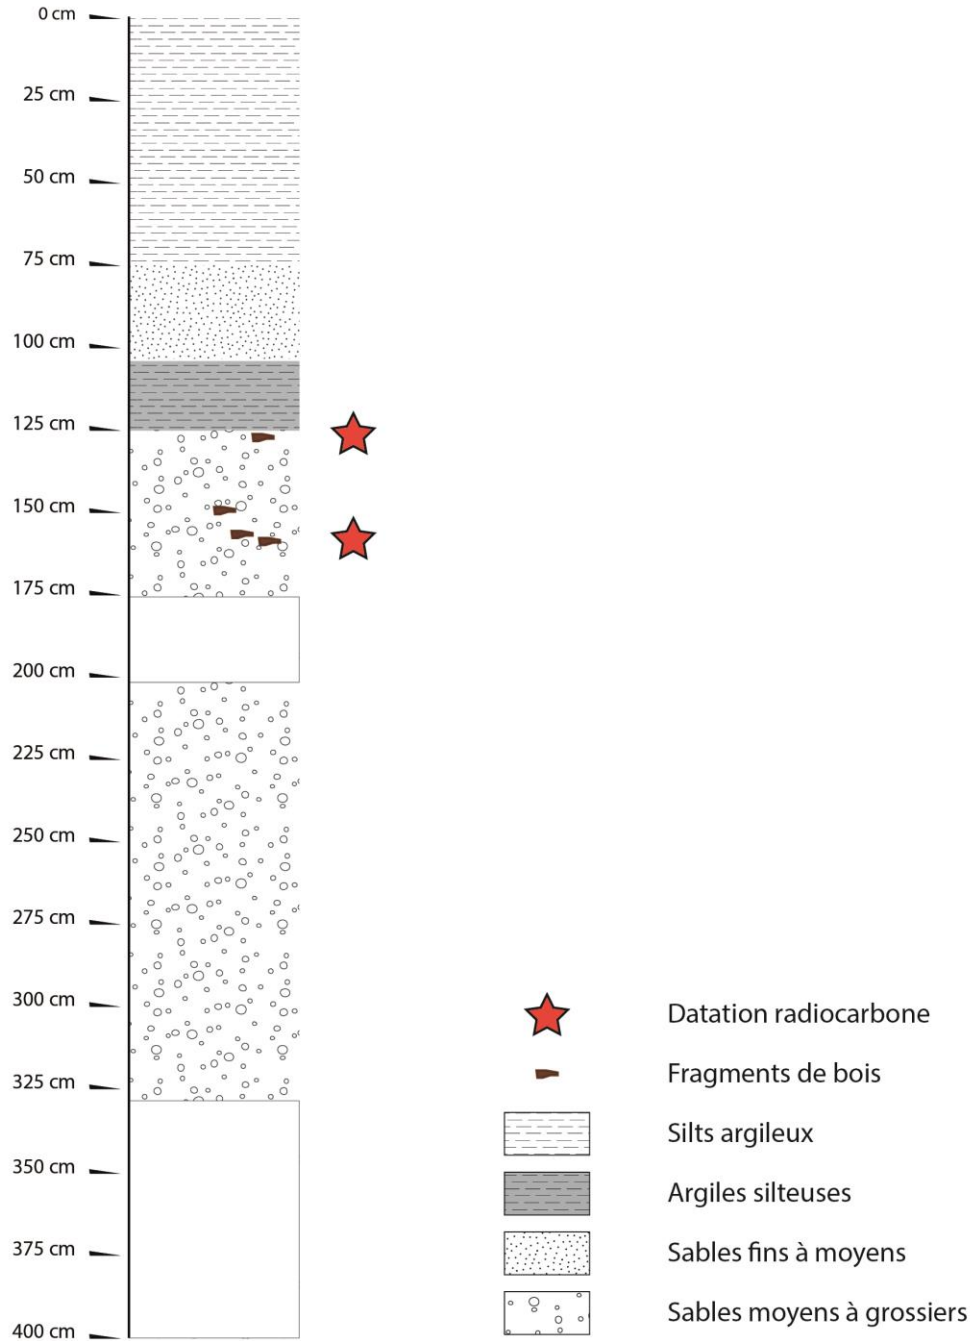 0 cm
25 cm
50 cm
75 cm
100 cm
125 cm
150 cm
175 cm
200 cm
225 cm
250 cm
275 cm
300 cm
325 cm
350 cm
375 cm
400 cm
Datation radiocarbone
Fragments de bois
Silts argileux
Argiles silteuses
Sables fins à moyens
Sables moyens à grossiers